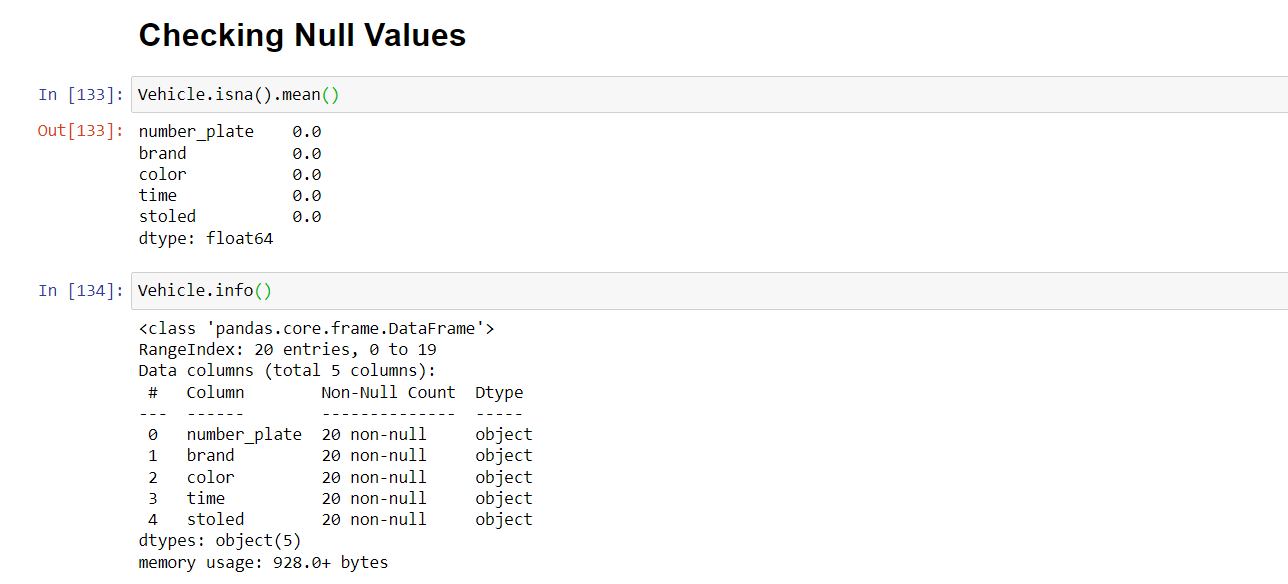 Checking Null Values
In [133]: Vehicle.isna().mean()
Out[133]: number_plate    0.0
brand           0.0
color           0.0
time            0.0
stoled          0.0
dtype: float64
In [134]: Vehicle.info()
<class 'pandas.core.frame.DataFrame'>
RangeIndex: 20 entries, 0 to 19
Data columns (total 5 columns):
 #   Column        Non-Null Count  Dtype
---  ------        --------------  -----
 0   number_plate  20 non-null     object
 1   brand         20 non-null     object
 2   color         20 non-null     object
 3   time          20 non-null     object
 4   stoled        20 non-null     object
dtypes: object(5)
memory usage: 928.0+ bytes